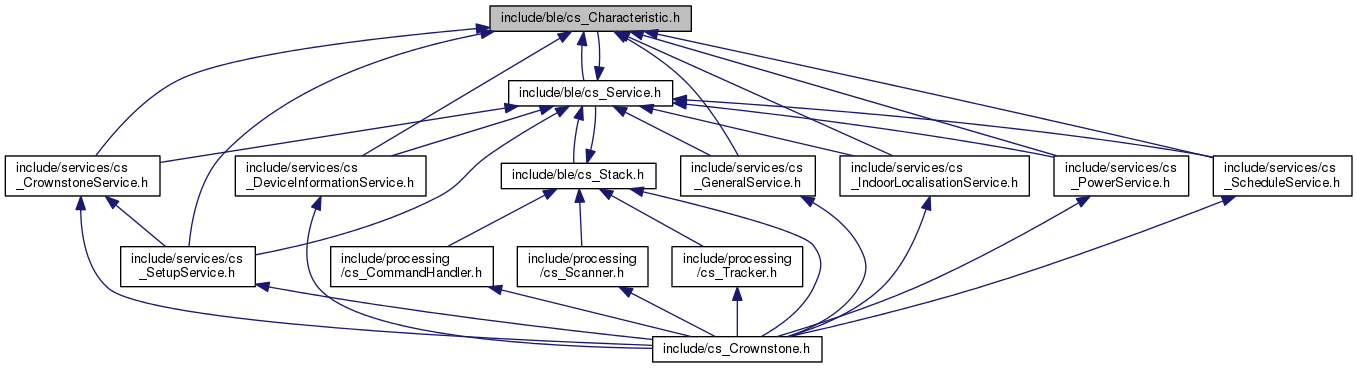 include/ble/cs_Characteristic.h
include/ble/cs_Service.h
include/services/cs
_CrownstoneService.h
include/services/cs
_DeviceInformationService.h
include/ble/cs_Stack.h
include/services/cs
_GeneralService.h
include/services/cs
_IndoorLocalisationService.h
include/services/cs
_PowerService.h
include/services/cs
_ScheduleService.h
include/services/cs
_SetupService.h
include/processing
/cs_CommandHandler.h
include/processing
/cs_Scanner.h
include/processing
/cs_Tracker.h
include/cs_Crownstone.h